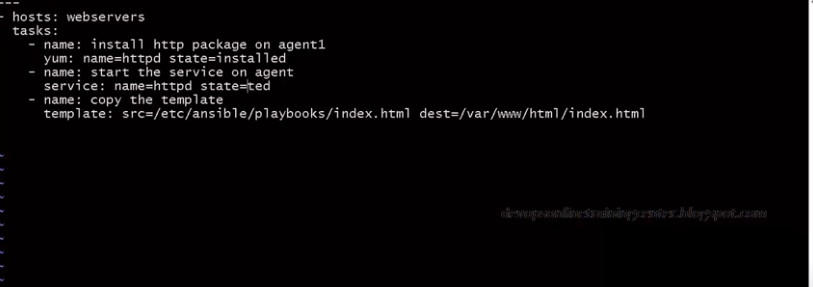 ---
- hosts: webservers
  tasks:
    - name: install http package on agent1
      yum: name=httpd state=installed
    - name: start the service on agent
      service: name=httpd state=ted
    - name: copy the template
      template: src=/etc/ansible/playbooks/index.html dest=/var/www/html/index.html
~
~
~
~
~
~
~
~
~
~
devopsonlinetrainingcenter.blogspot.com